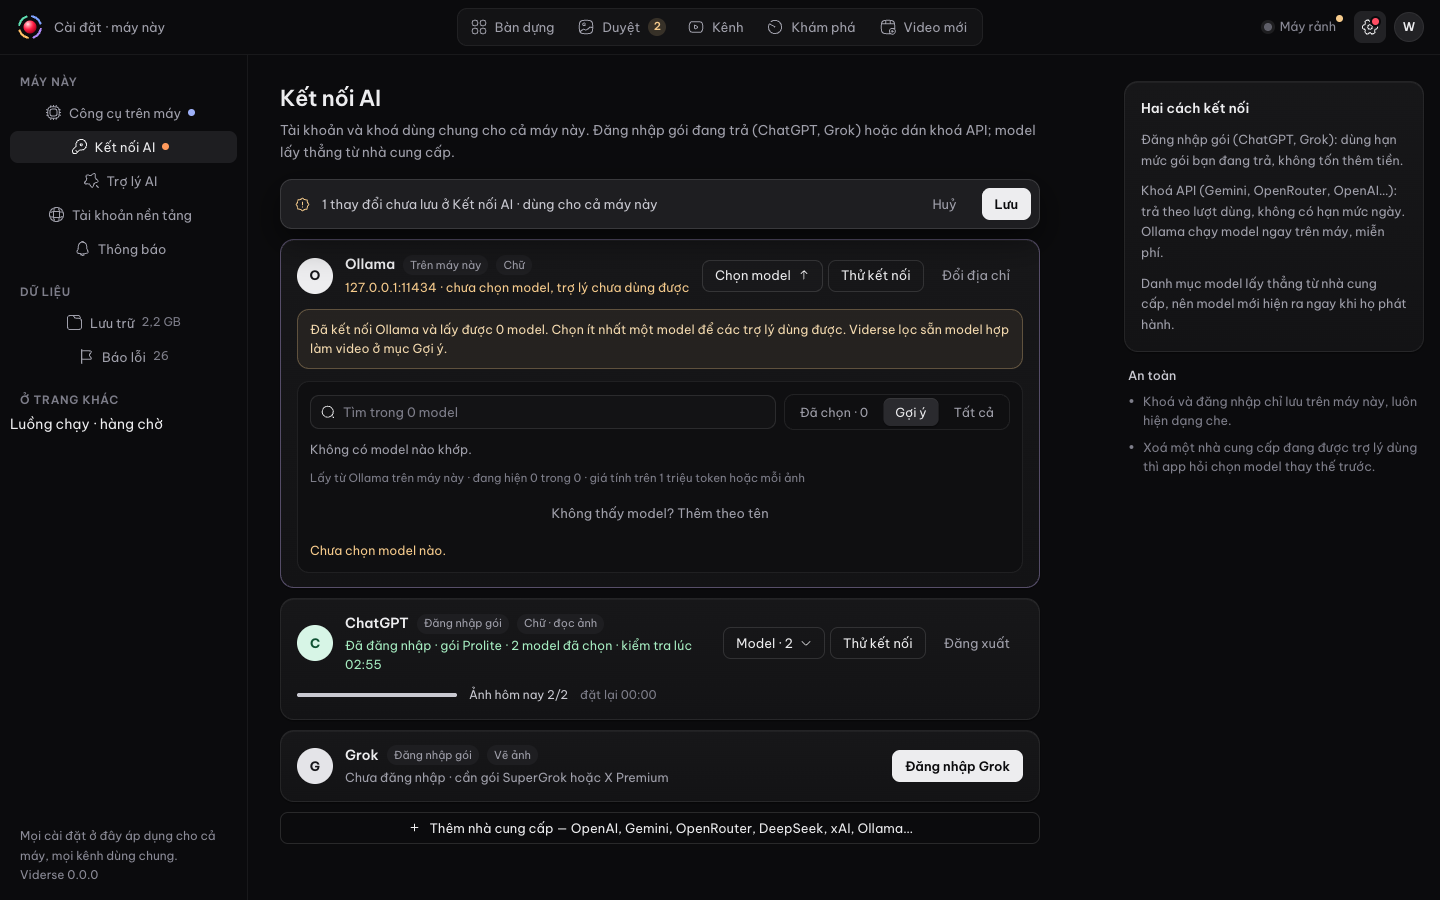 Cài đặt · máy này
Bàn dựng
Duyệt 2
Kênh
Khám phá
Video mới
Máy rảnh
W
MÁY NÀY
Công cụ trên máy
Kết nối AI
Trợ lý AI
Tài khoản nền tảng
Thông báo
DỮ LIỆU
Lưu trữ 2,2 GB
Báo lỗi 26
Ở TRANG KHÁC
Luồng chạy · hàng chờ
Mọi cài đặt ở đây áp dụng cho cả
máy, mọi kênh dùng chung.
Viderse 0.0.0
Kết nối AI
Tài khoản và khoá dùng chung cho cả máy này. Đăng nhập gói đang trả (ChatGPT, Grok) hoặc dán khoá API; model
lấy thẳng từ nhà cung cấp.
1 thay đổi chưa lưu ở Kết nối AI · dùng cho cả máy này
Huỷ
Lưu
O
Ollama Trên máy này Chữ
127.0.0.1:11434 · chưa chọn model, trợ lý chưa dùng được
Chọn model ↑
Thử kết nối
Đổi địa chỉ
Đã kết nối Ollama và lấy được 0 model. Chọn ít nhất một model để các trợ lý dùng được. Viderse lọc sẵn model hợp
làm video ở mục Gợi ý.
Tìm trong 0 model
Đã chọn · 0
Gợi ý
Tất cả
Không có model nào khớp.
Lấy từ Ollama trên máy này · đang hiện 0 trong 0 · giá tính trên 1 triệu token hoặc mỗi ảnh
Không thấy model? Thêm theo tên
Chưa chọn model nào.
C
ChatGPT Đăng nhập gói Chữ · đọc ảnh
Đã đăng nhập · gói Prolite · 2 model đã chọn · kiểm tra lúc
02:55
Model · 2
Thử kết nối
Đăng xuất
Ảnh hôm nay 2/2 đặt lại 00:00
G
Grok Đăng nhập gói Vẽ ảnh
Chưa đăng nhập · cần gói SuperGrok hoặc X Premium
Đăng nhập Grok
+ Thêm nhà cung cấp — OpenAI, Gemini, OpenRouter, DeepSeek, xAI, Ollama...
Hai cách kết nối
Đăng nhập gói (ChatGPT, Grok): dùng hạn
mức gói bạn đang trả, không tốn thêm tiền.
Khoá API (Gemini, OpenRouter, OpenAI...):
trả theo lượt dùng, không có hạn mức ngày.
Ollama chạy model ngay trên máy, miễn
phí.
Danh mục model lấy thẳng từ nhà cung
cấp, nên model mới hiện ra ngay khi họ phát
hành.
An toàn
• Khoá và đăng nhập chỉ lưu trên máy này, luôn
hiện dạng che.
• Xoá một nhà cung cấp đang được trợ lý dùng
thì app hỏi chọn model thay thế trước.